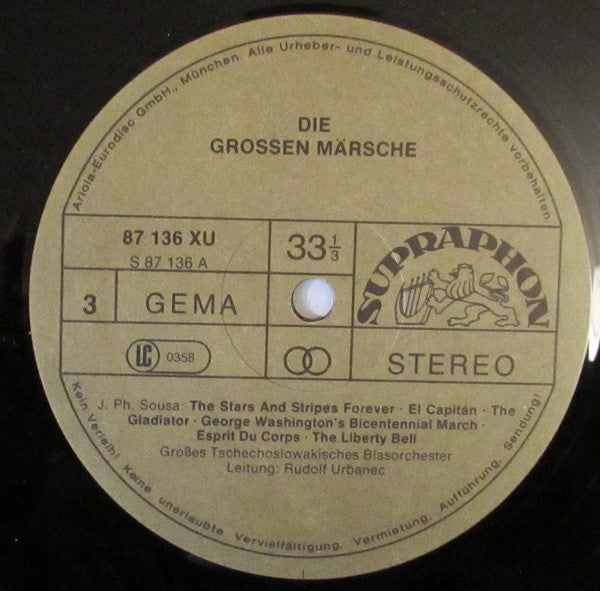 Ariola-Eurodisc GmbH., München. Alle Urheber- und Leistungsschutzrechte vorbehalten.
DIE
GROSSEN MÄRSCHE
87 136 XU
S 87 136 A
33 1/3
SUPRAPHON
3
GEMA
LC 0358
STEREO
J. Ph. Sousa: The Stars And Stripes Forever · El Capitán · The
Gladiator · George Washington's Bicentennial March ·
Esprit Du Corps · The Liberty Bell
Großes Tschechoslowakisches Blasorchester
Leitung: Rudolf Urbanec
Kein Verleih! Keine unerlaubte Vervielfältigung, Vermietung, Aufführung, Sendung!